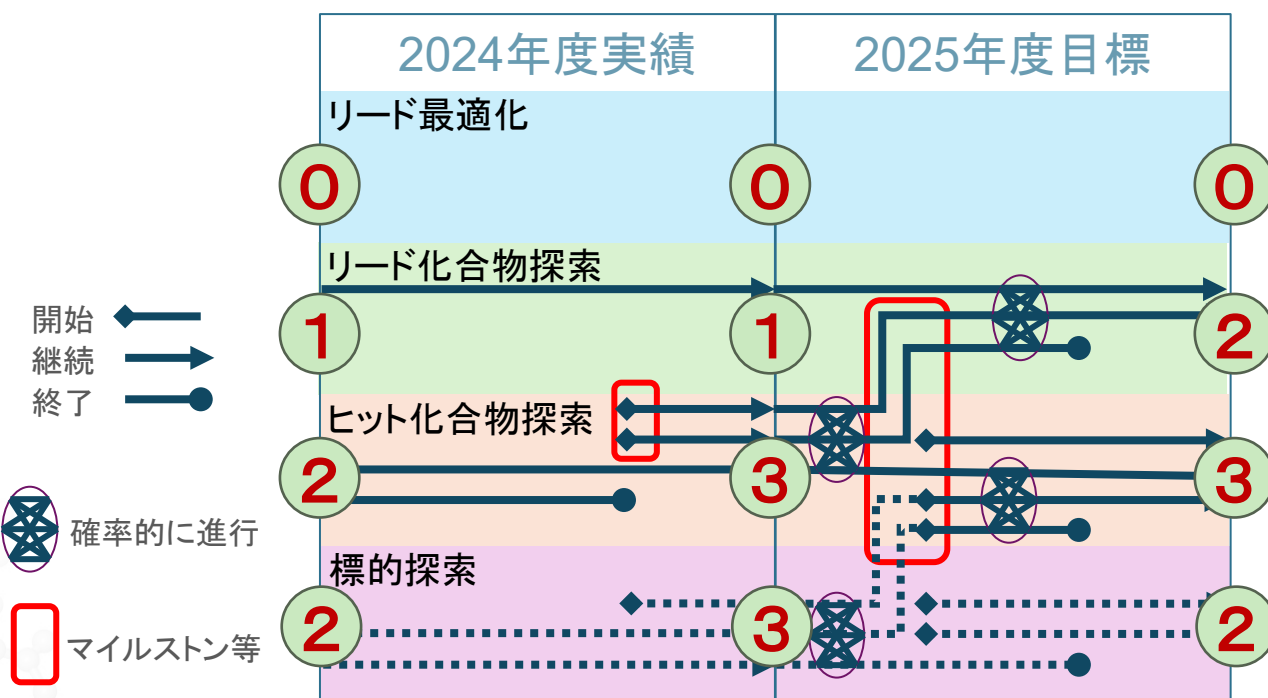 2024年度実績
2025年度目標
リード最適化
0
0
0
リード化合物探索
1
1
2
開始
継続
終了
ヒット化合物探索
2
3
3
確率的に進行
標的探索
2
3
2
マイルストン等